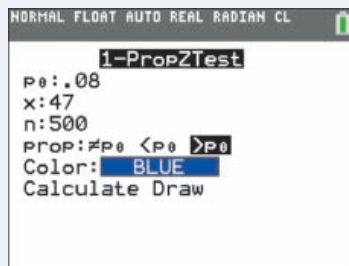 NORMAL FLOAT AUTO REAL RADIAN CL
1-PropZTest
p₀:.08
x:47
n:500
prop:≠p₀ <p₀ >p₀
Color: BLUE
Calculate Draw